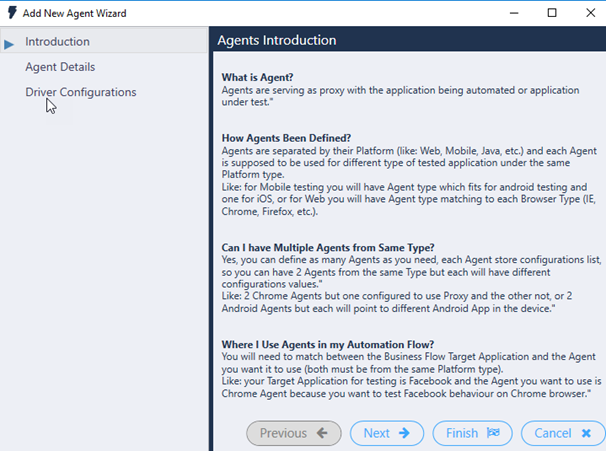 Add New Agent Wizard
Introduction
Agent Details
Driver Configurations
Agents Introduction
What is Agent?
Agents are serving as proxy with the application being automated or application
under test."
How Agents Been Defined?
Agents are separated by their Platform (like: Web, Mobile, Java, etc.) and each Agent
is supposed to be used for different type of tested application under the same
Platform type.
Like: for Mobile testing you will have Agent type which fits for android testing and
one for iOS, or for Web you will have Agent type matching to each Browser Type (IE,
Chrome, Firefox, etc.).
Can I have Multiple Agents from Same Type?
Yes, you can define as many Agents as you need, each Agent store configurations list,
so you can have 2 Agents from the same Type but each will have different
configurations values."
Like: 2 Chrome Agents but one configured to use Proxy and the other not, or 2
Android Agents but each will point to different Android App in the device."
Where I Use Agents in my Automation Flow?
You will need to match between the Business Flow Target Application and the Agent
you want it to use (both must be from the same Platform type).
Like: your Target Application for testing is Facebook and the Agent you want to use is
Chrome Agent because you want to test Facebook behaviour on Chrome browser."
Previous
Next
Finish
Cancel